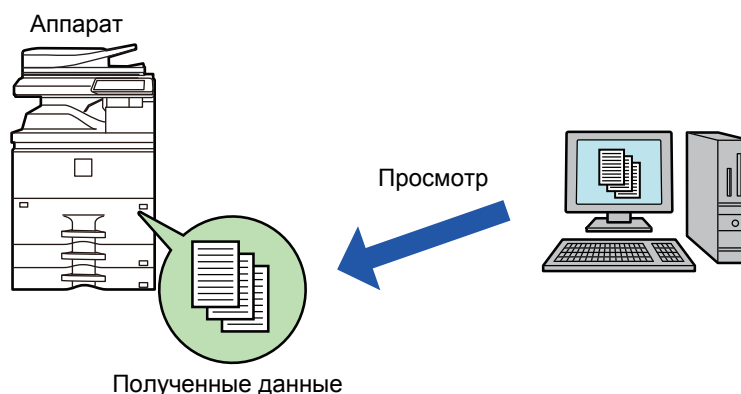 Аппарат
Просмотр
Полученные данные